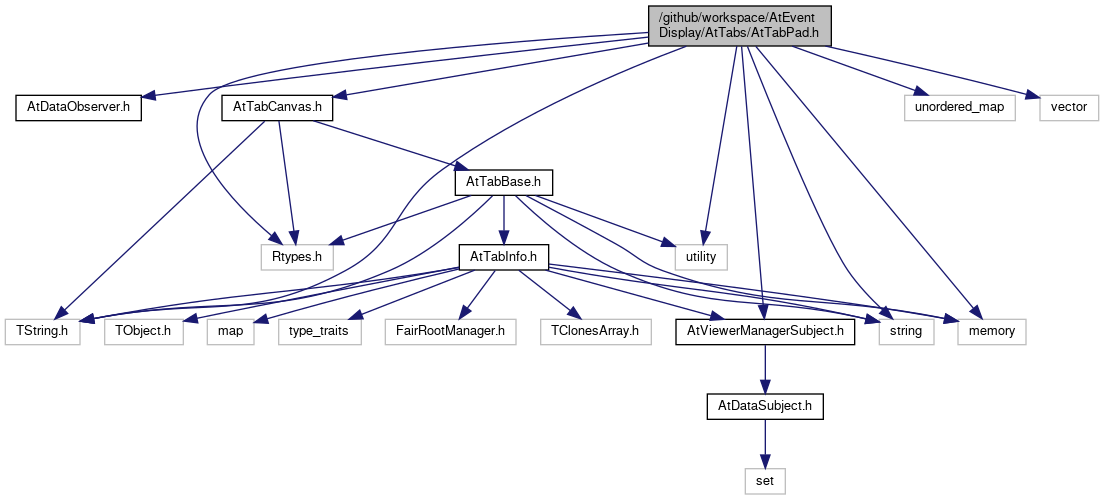 /github/workspace/AtEvent
Display/AtTabs/AtTabPad.h
AtDataObserver.h
AtTabCanvas.h
unordered_map
vector
AtTabBase.h
Rtypes.h
AtTabInfo.h
utility
TString.h
TObject.h
map
type_traits
FairRootManager.h
TClonesArray.h
AtViewerManagerSubject.h
string
memory
AtDataSubject.h
set